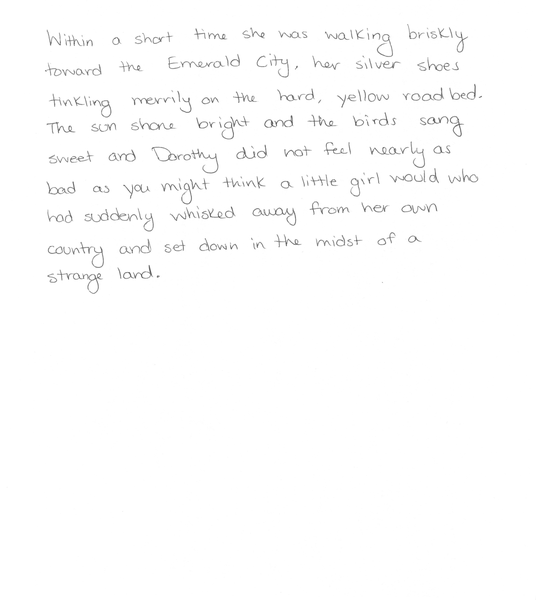 Within a short time she was walking briskly
toward the Emerald City, her silver shoes
tinkling merrily on the hard, yellow roadbed.
The sun shone bright and the birds sang
sweet and Dorothy did not feel nearly as
bad as you might think a little girl would who
had suddenly whisked away from her own
country and set down in the midst of a
strange land.